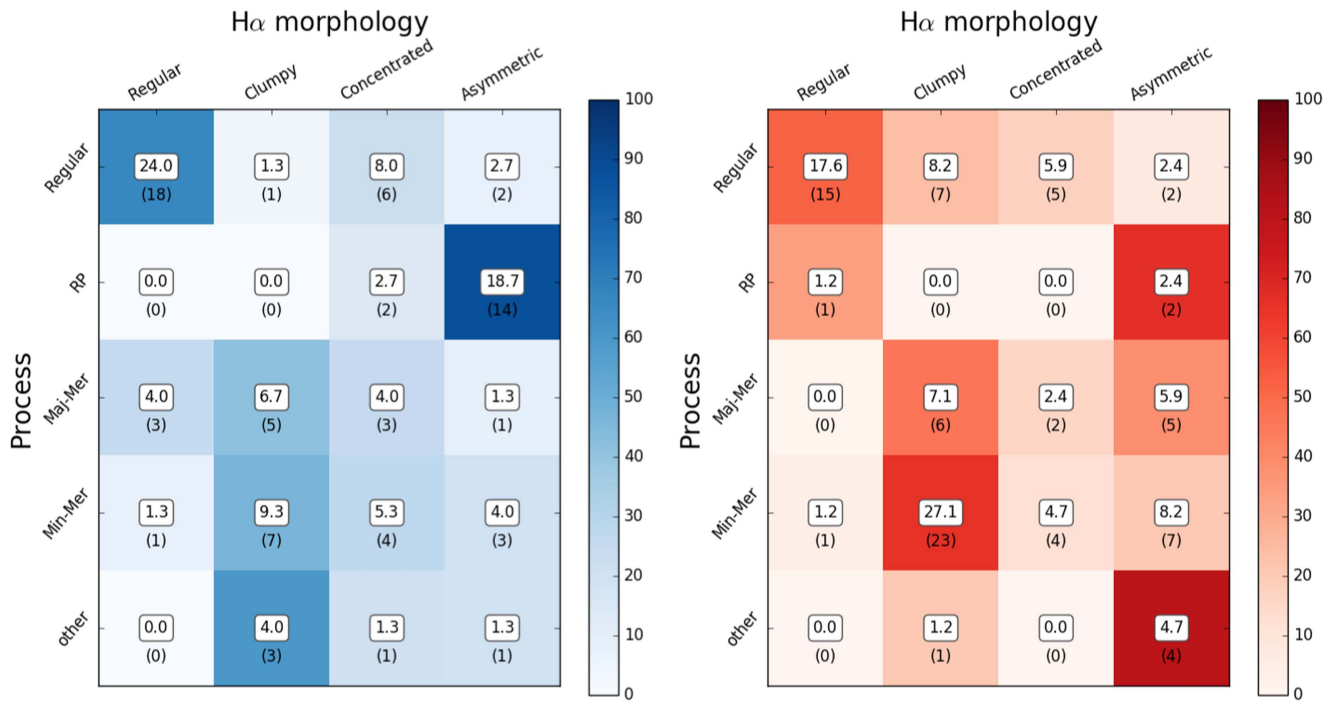 Hα morphology
Regular Clumpy Concentrated Asymmetric
Process
Regular 24.0 1.3 8.0 2.7
(18) (1) (6) (2)
RP 0.0 0.0 2.7 18.7
(0) (0) (2) (14)
Maj-Mer 4.0 6.7 4.0 1.3
(3) (5) (3) (1)
Min-Mer 1.3 9.3 5.3 4.0
(1) (7) (4) (3)
other 0.0 4.0 1.3 1.3
(0) (3) (1) (1)
100
90
80
70
60
50
40
30
20
10
0
Hα morphology
Regular Clumpy Concentrated Asymmetric
Process
Regular 17.6 8.2 5.9 2.4
(15) (7) (5) (2)
RP 1.2 0.0 0.0 2.4
(1) (0) (0) (2)
Maj-Mer 0.0 7.1 2.4 5.9
(0) (6) (2) (5)
Min-Mer 1.2 27.1 4.7 8.2
(1) (23) (4) (7)
other 0.0 1.2 0.0 4.7
(0) (1) (0) (4)
100
90
80
70
60
50
40
30
20
10
0